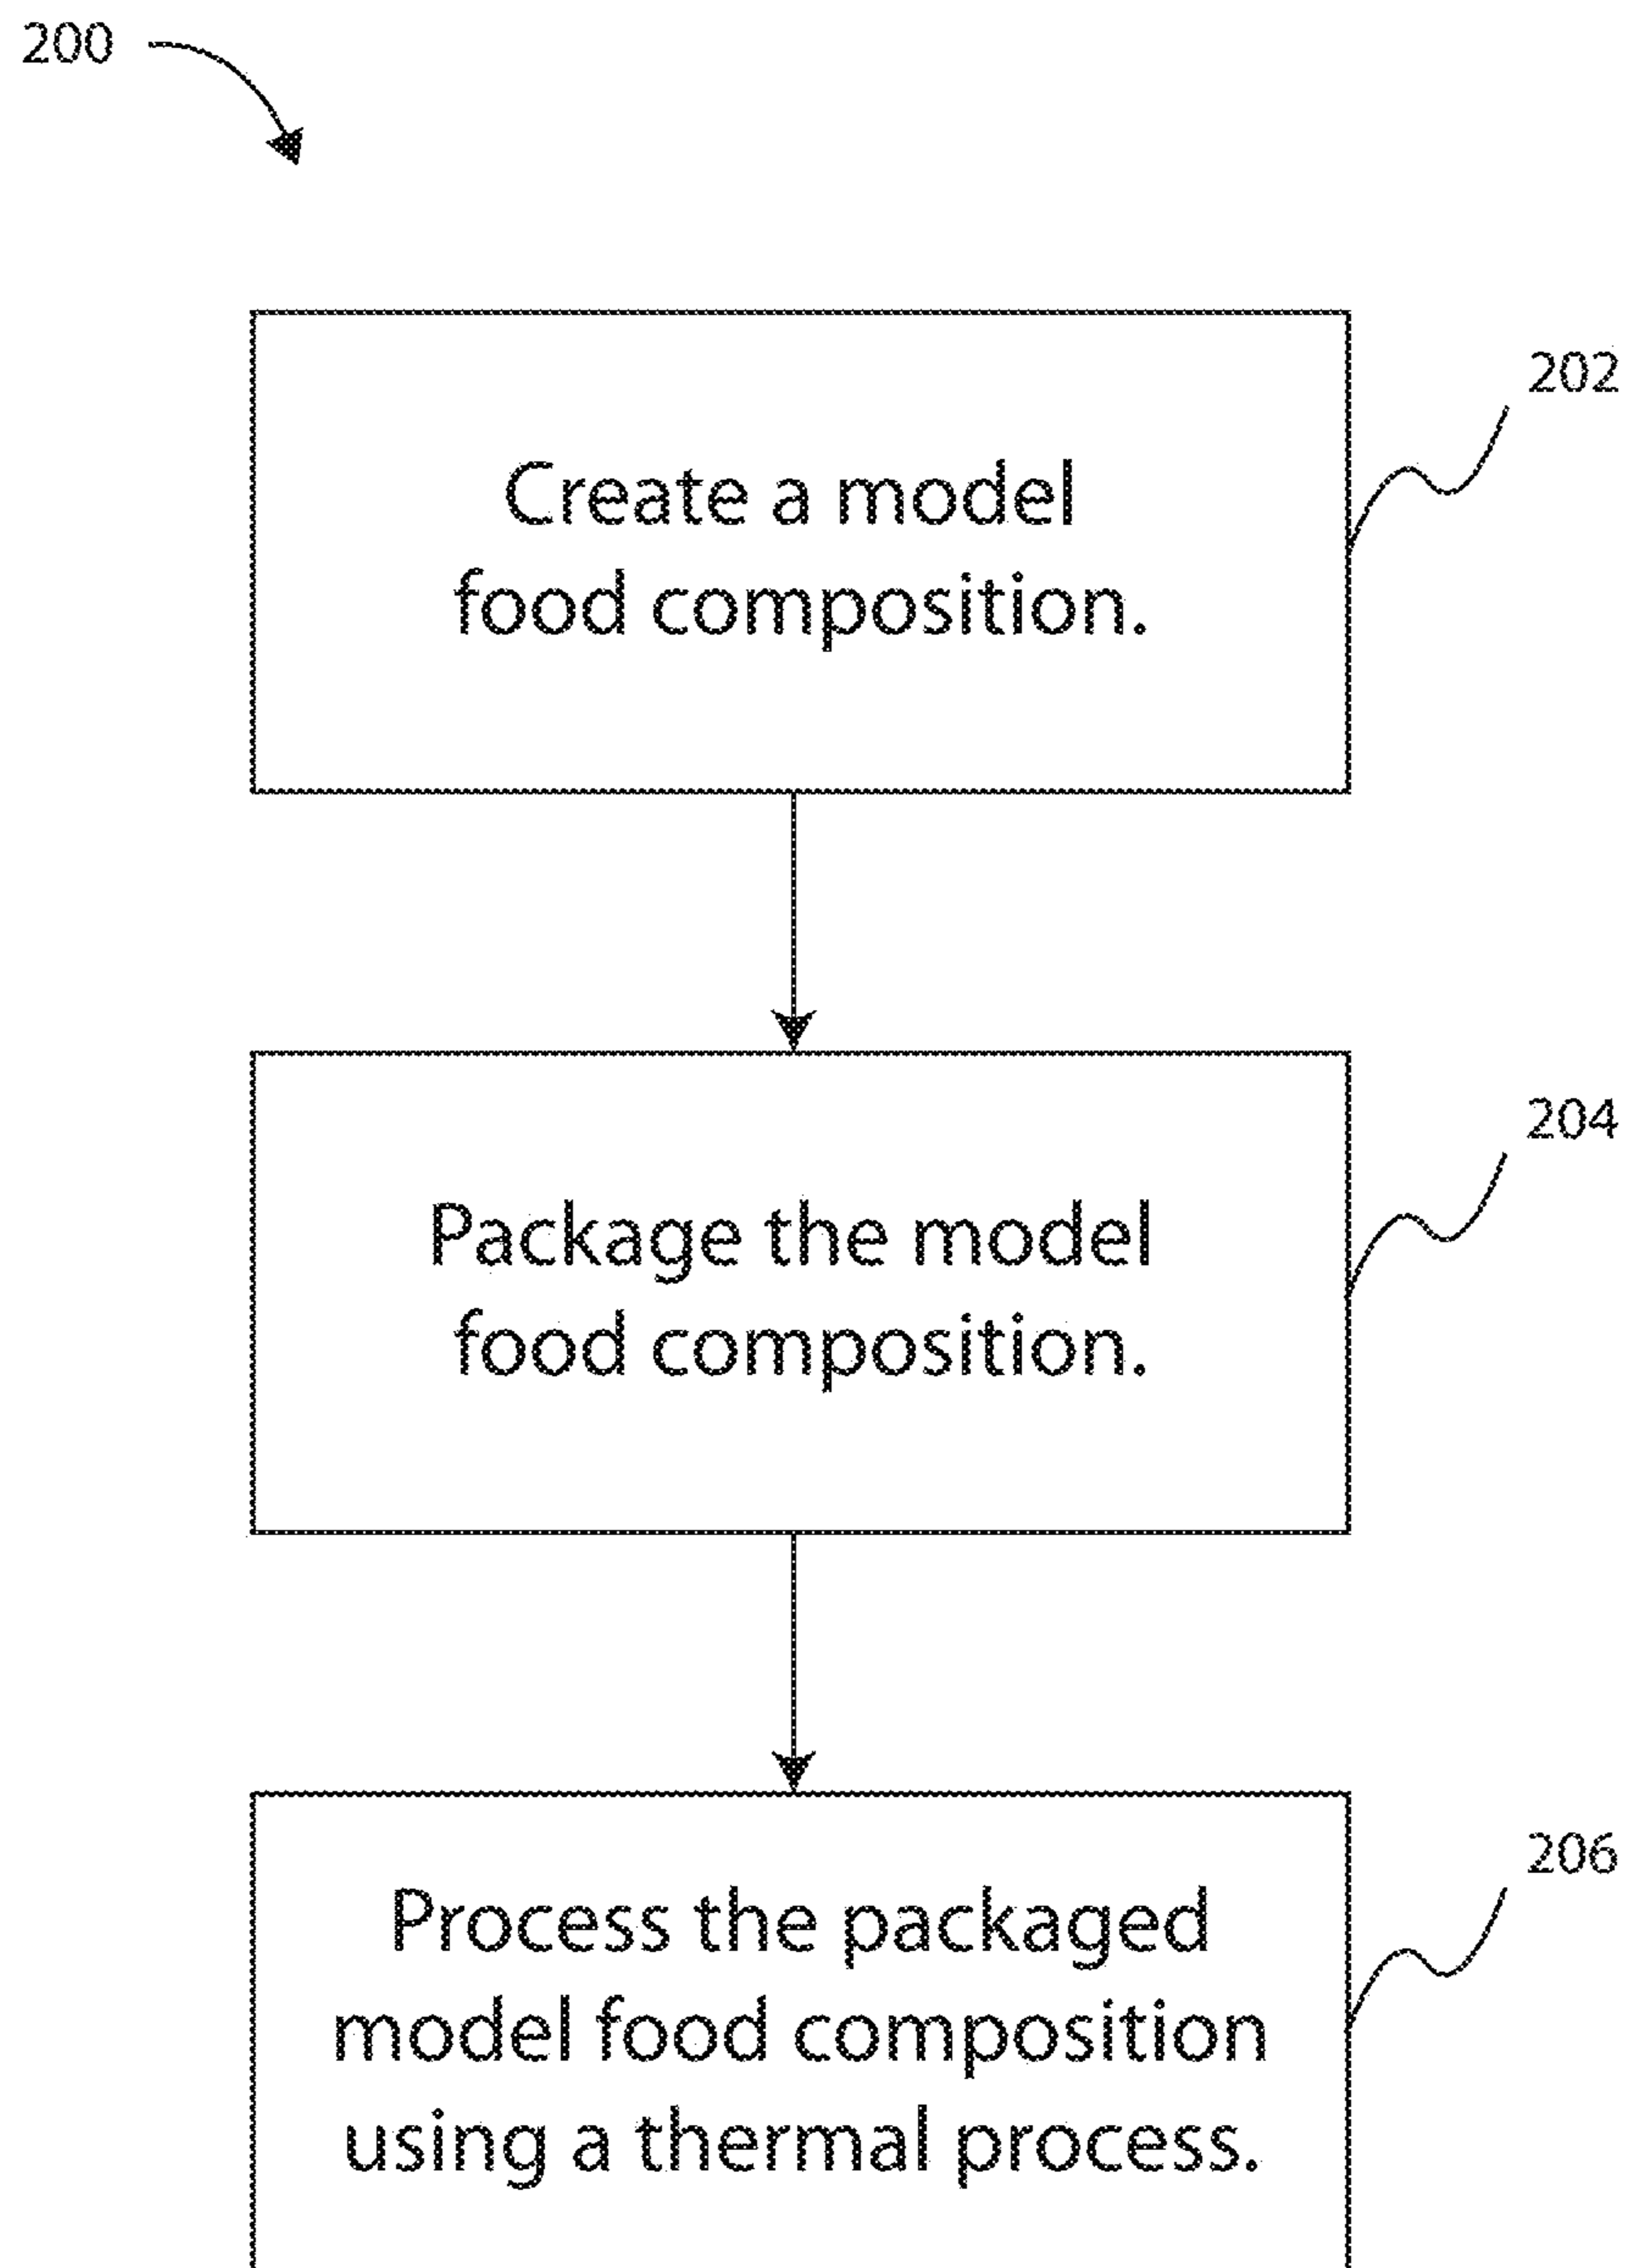 200
202
Create a model
food composition.
204
Package the model
food composition.
206
Process the packaged
model food composition
using a thermal process.